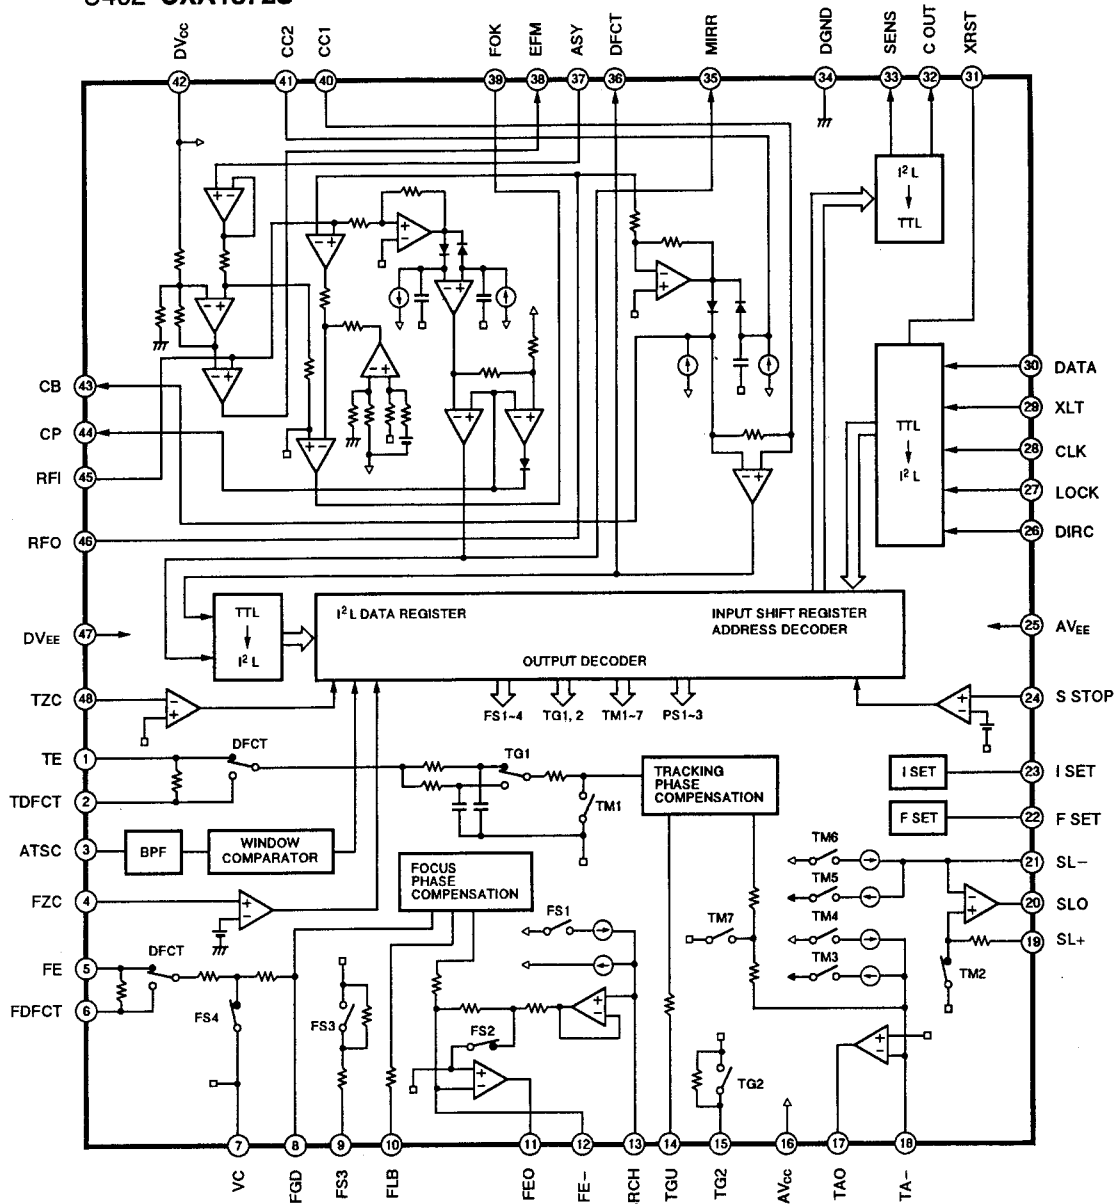 DVcc
CC2
CC1
FOK
EFM
ASY
DFCT
MIRR
DGND
SENS
C OUT
XRST
42
41
40
39
38
37
36
35
34
33
32
31
I²L
TTL
CB
43
CP
44
RFI
45
RFO
46
TTL
I²L
30
DATA
29
XLT
28
CLK
27
LOCK
26
DIRC
DVEE
47
TTL
I²L
I²L DATA REGISTER
INPUT SHIFT REGISTER
ADDRESS DECODER
OUTPUT DECODER
25
AVEE
TZC
48
FS1~4
TG1, 2
TM1~7
PS1~3
24
S STOP
TE
1
DFCT
TG1
TM1
TRACKING
PHASE
COMPENSATION
I SET
23
I SET
TDFCT
2
F SET
22
F SET
ATSC
3
BPF
WINDOW
COMPARATOR
FOCUS
PHASE
COMPENSATION
TM6
21
SL−
FZC
4
TM5
20
SLO
FS1
TM7
TM4
19
SL+
FE
5
DFCT
TM3
TM2
FDFCT
6
FS4
FS3
FS2
TG2
7
8
9
10
11
12
13
14
15
16
17
18
VC
FGD
FS3
FLB
FEO
FE−
RCH
TGU
TG2
AVcc
TAO
TA−